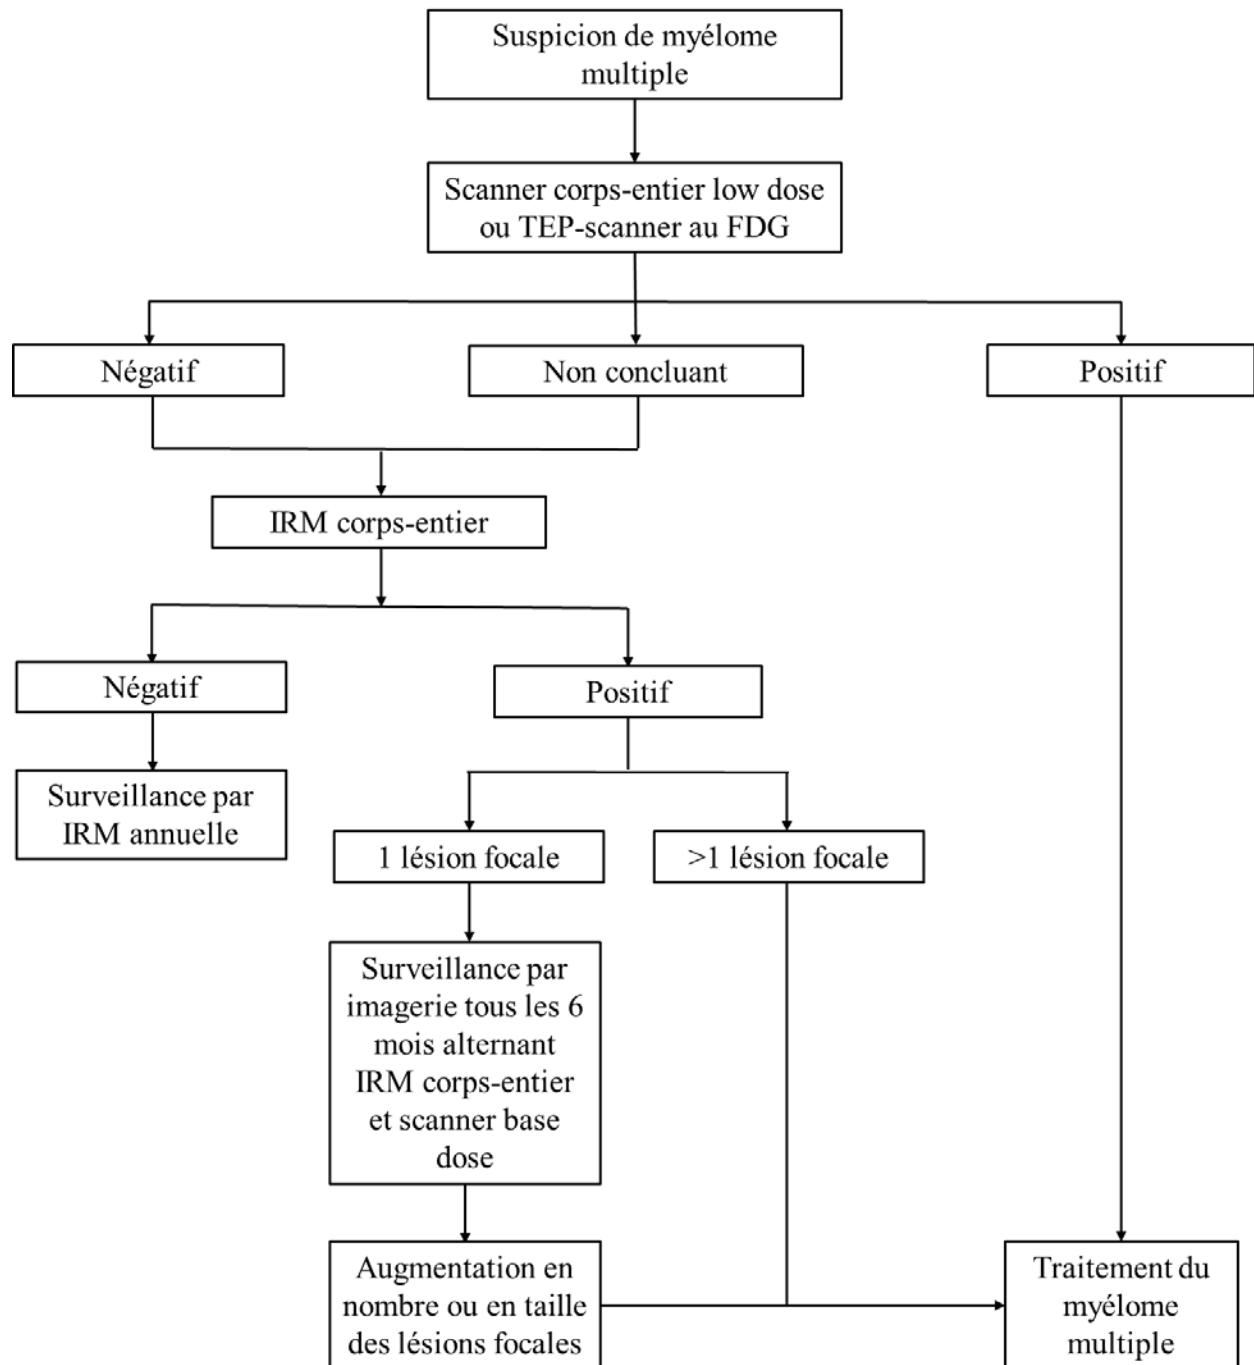 Suspicion de myélome
multiple
Scanner corps-entier low dose
ou TEP-scanner au FDG
Négatif
Non concluant
Positif
IRM corps-entier
Négatif
Positif
Surveillance par
IRM annuelle
1 lésion focale
>1 lésion focale
Surveillance par
imagerie tous les 6
mois alternant
IRM corps-entier
et scanner base
dose
Augmentation en
nombre ou en taille
des lésions focales
Traitement du
myélome
multiple